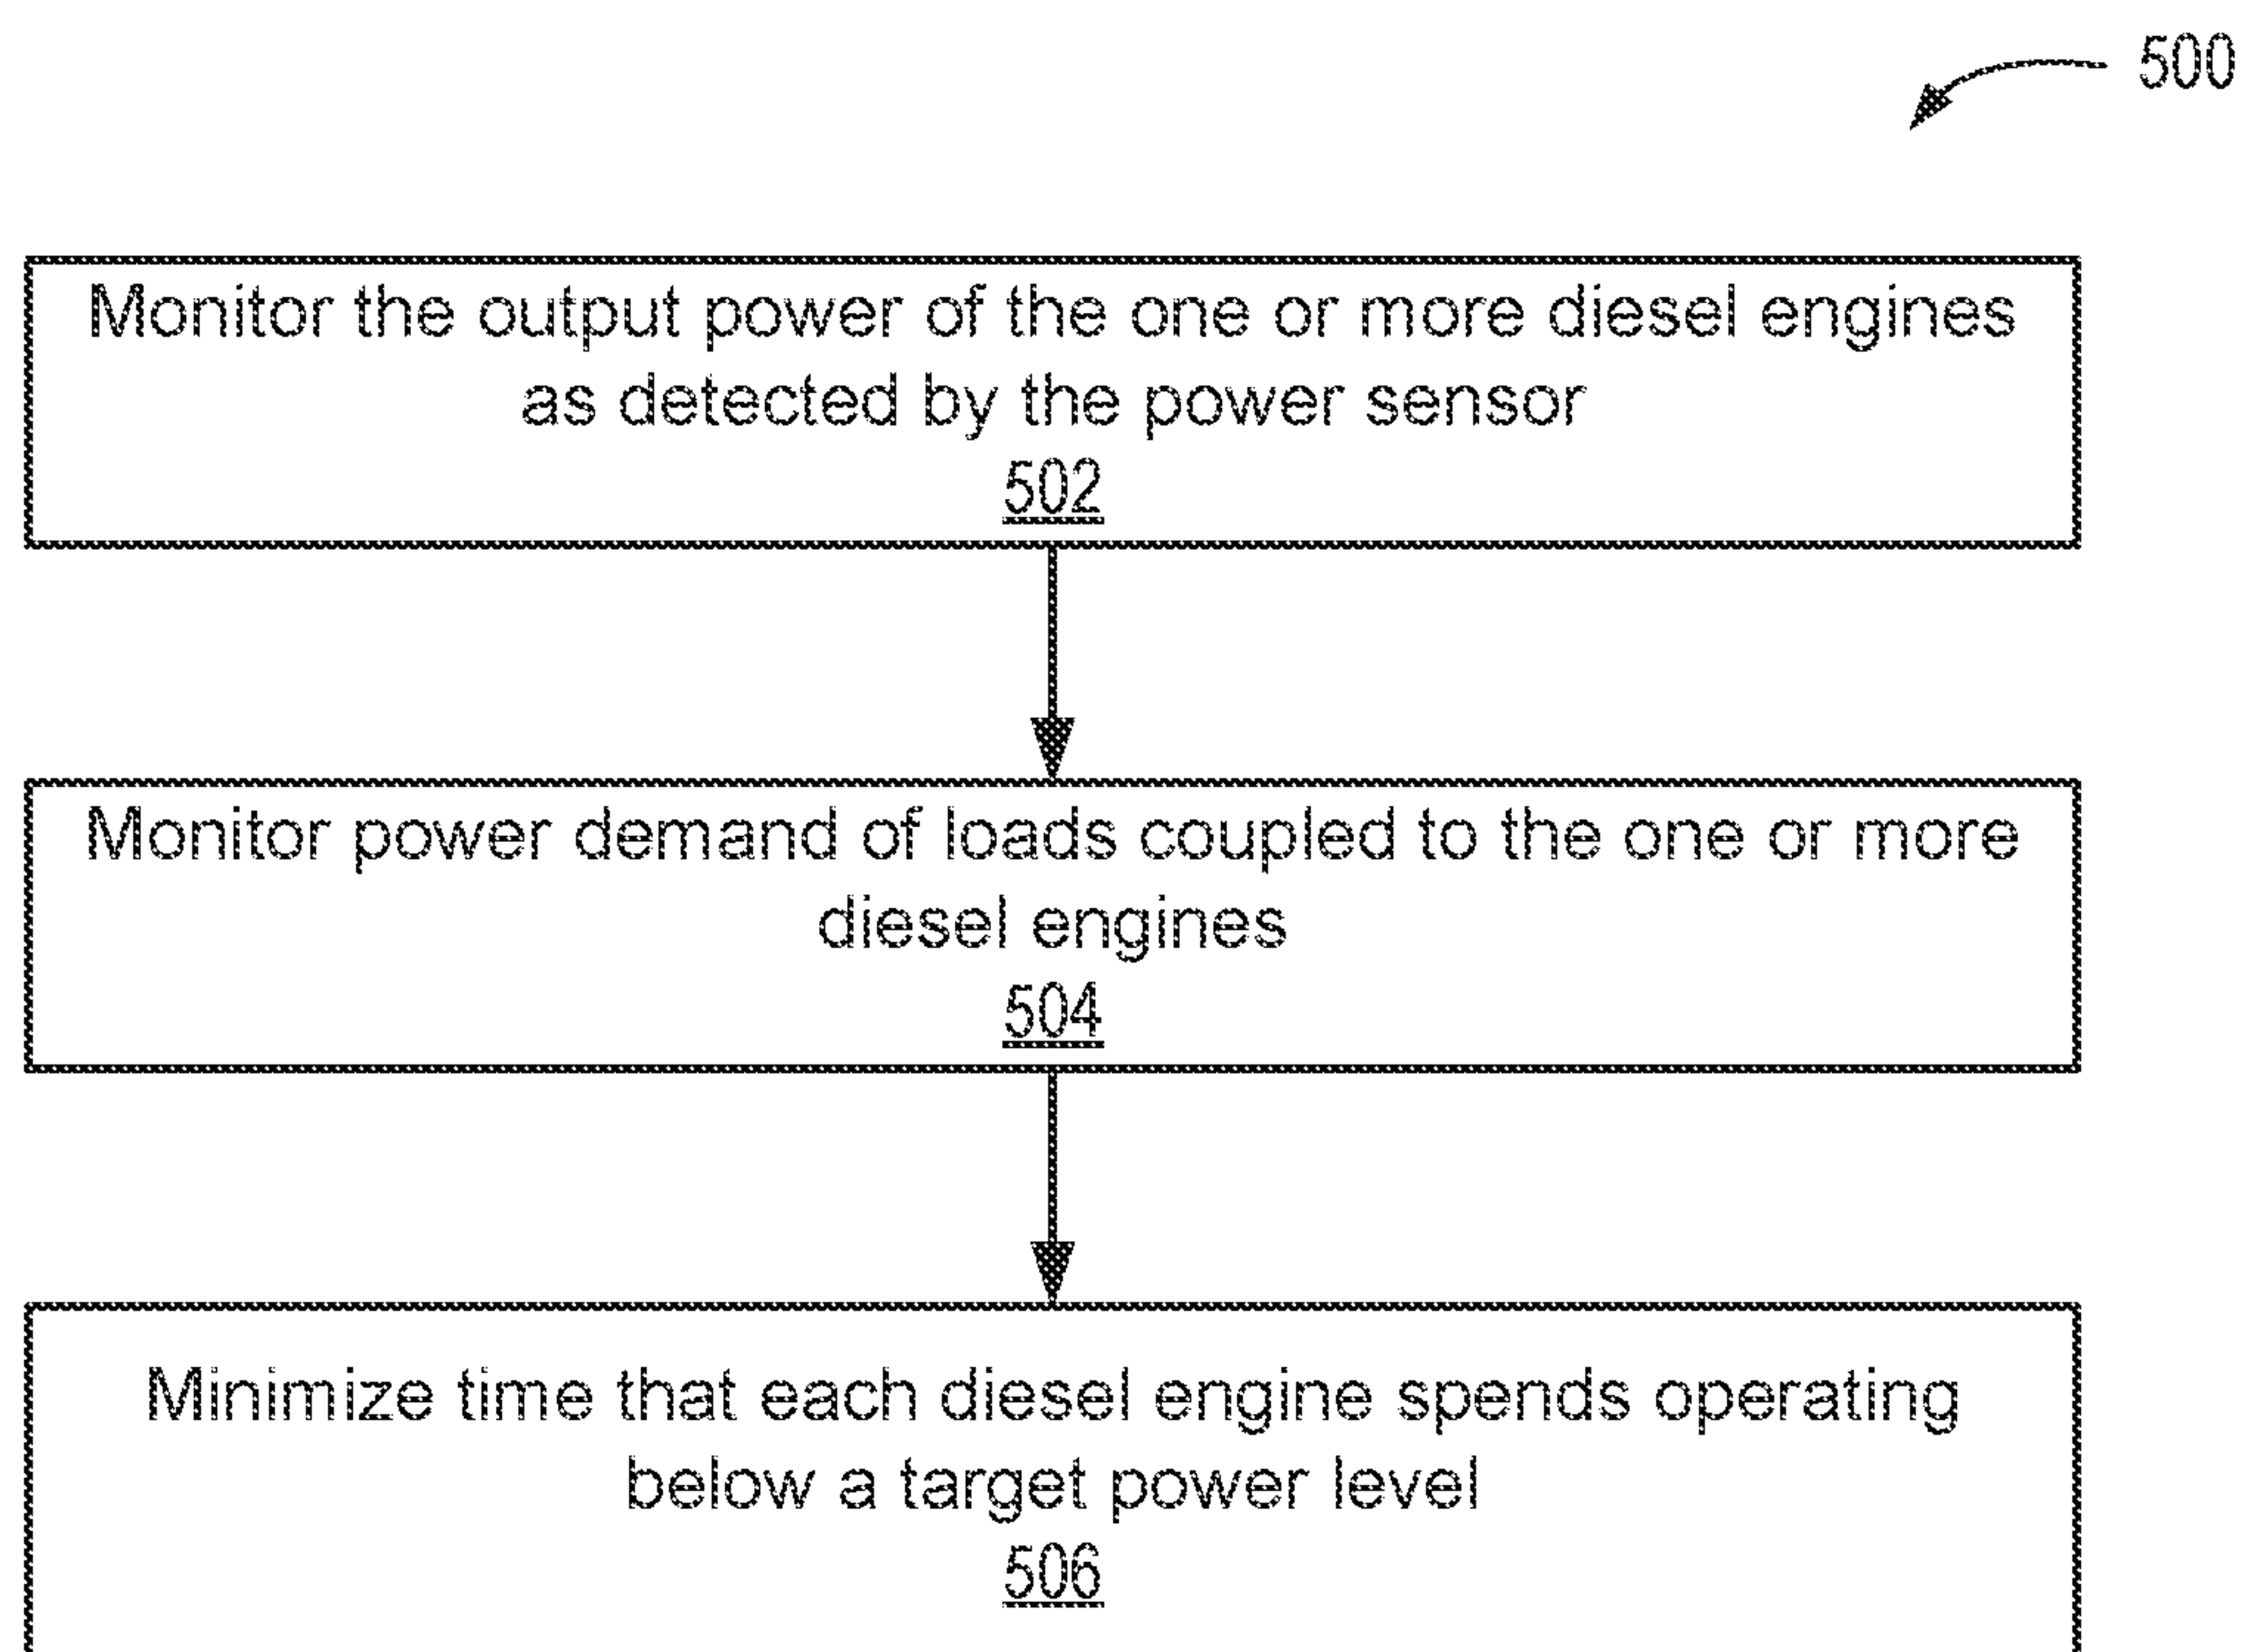 500
Monitor the output power of the one or more diesel engines
as detected by the power sensor
502
Monitor power demand of loads coupled to the one or more
diesel engines
504
Minimize time that each diesel engine spends operating
below a target power level
506